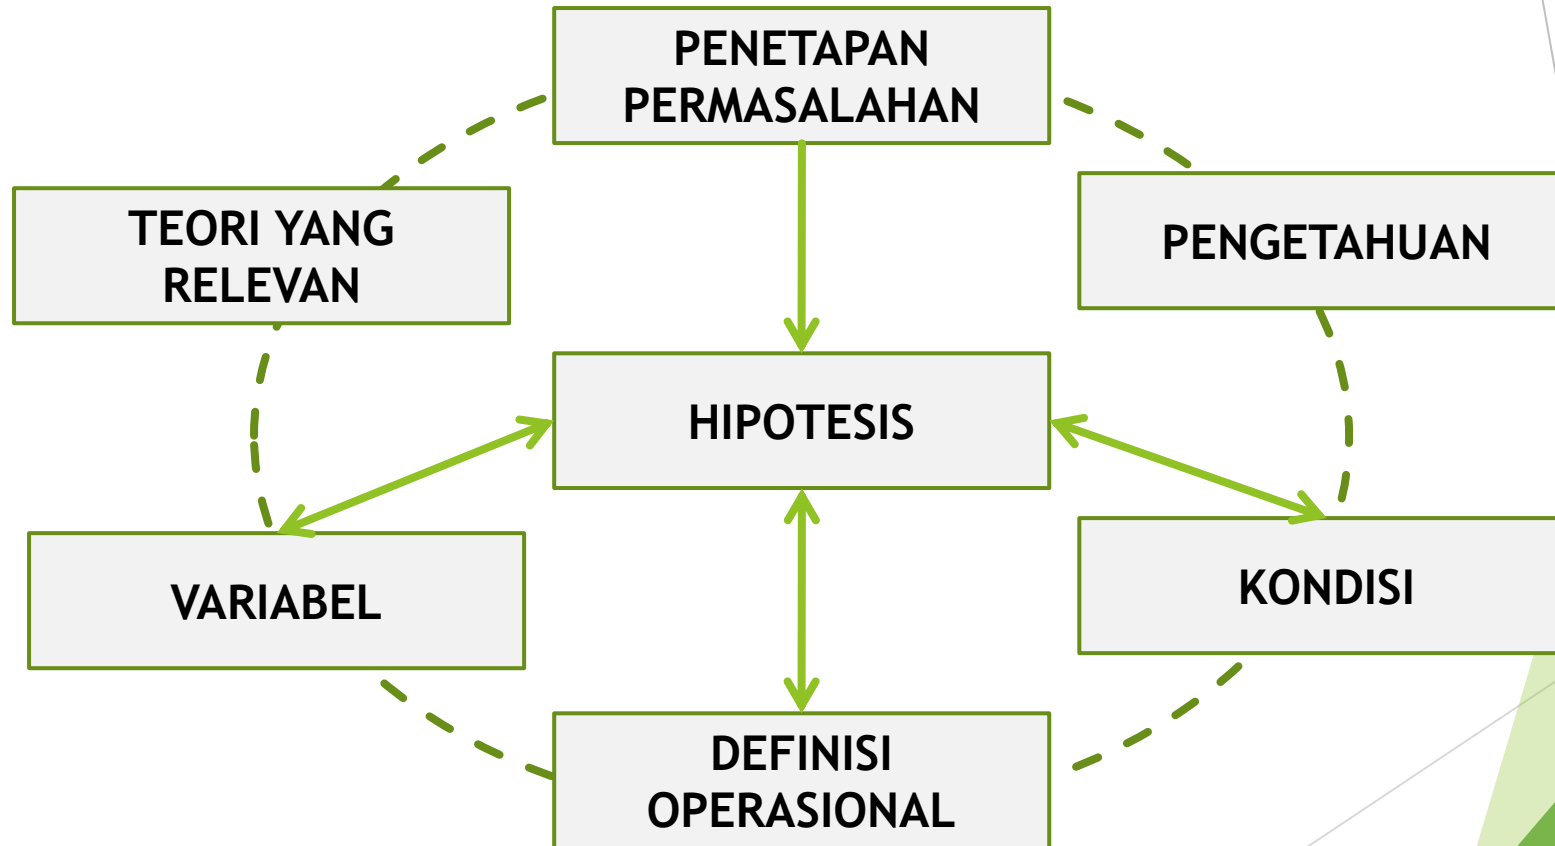 PENETAPAN
PERMASALAHAN
TEORI YANG
RELEVAN
PENGETAHUAN
HIPOTESIS
VARIABEL
KONDISI
DEFINISI
OPERASIONAL